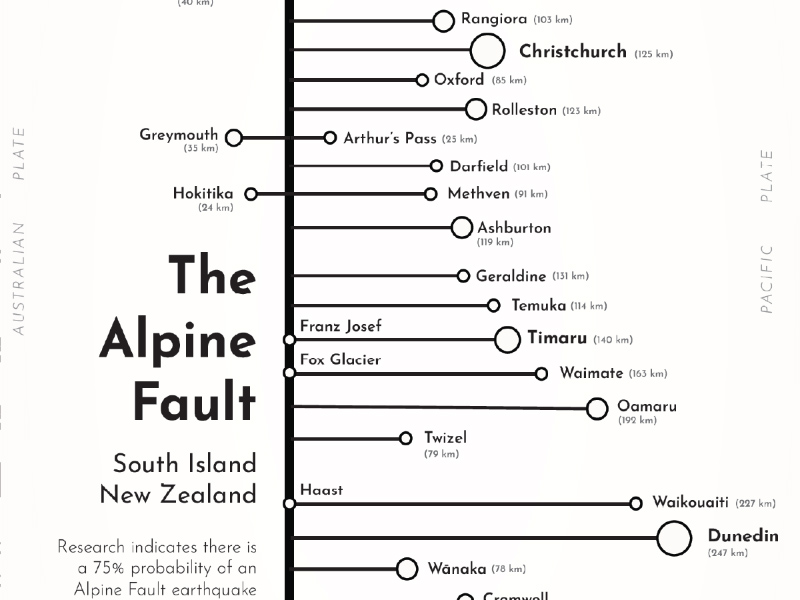 (40 km)
Rangiora (103 km)
Christchurch (125 km)
Oxford (85 km)
Rolleston (123 km)
Greymouth
(35 km)
Arthur's Pass (25 km)
Darfield (101 km)
Hokitika
(24 km)
Methven (91 km)
Ashburton
(119 km)
AUSTRALIAN PLATE
PACIFIC PLATE
The
Alpine
Fault
Geraldine (131 km)
Temuka (114 km)
Franz Josef
Timaru (140 km)
Fox Glacier
Waimate (163 km)
Oamaru
(192 km)
Twizel
(79 km)
South Island
New Zealand
Haast
Waikouaiti (227 km)
Dunedin
(247 km)
Wānaka (78 km)
Research indicates there is
a 75% probability of an
Alpine Fault earthquake
Cromwell